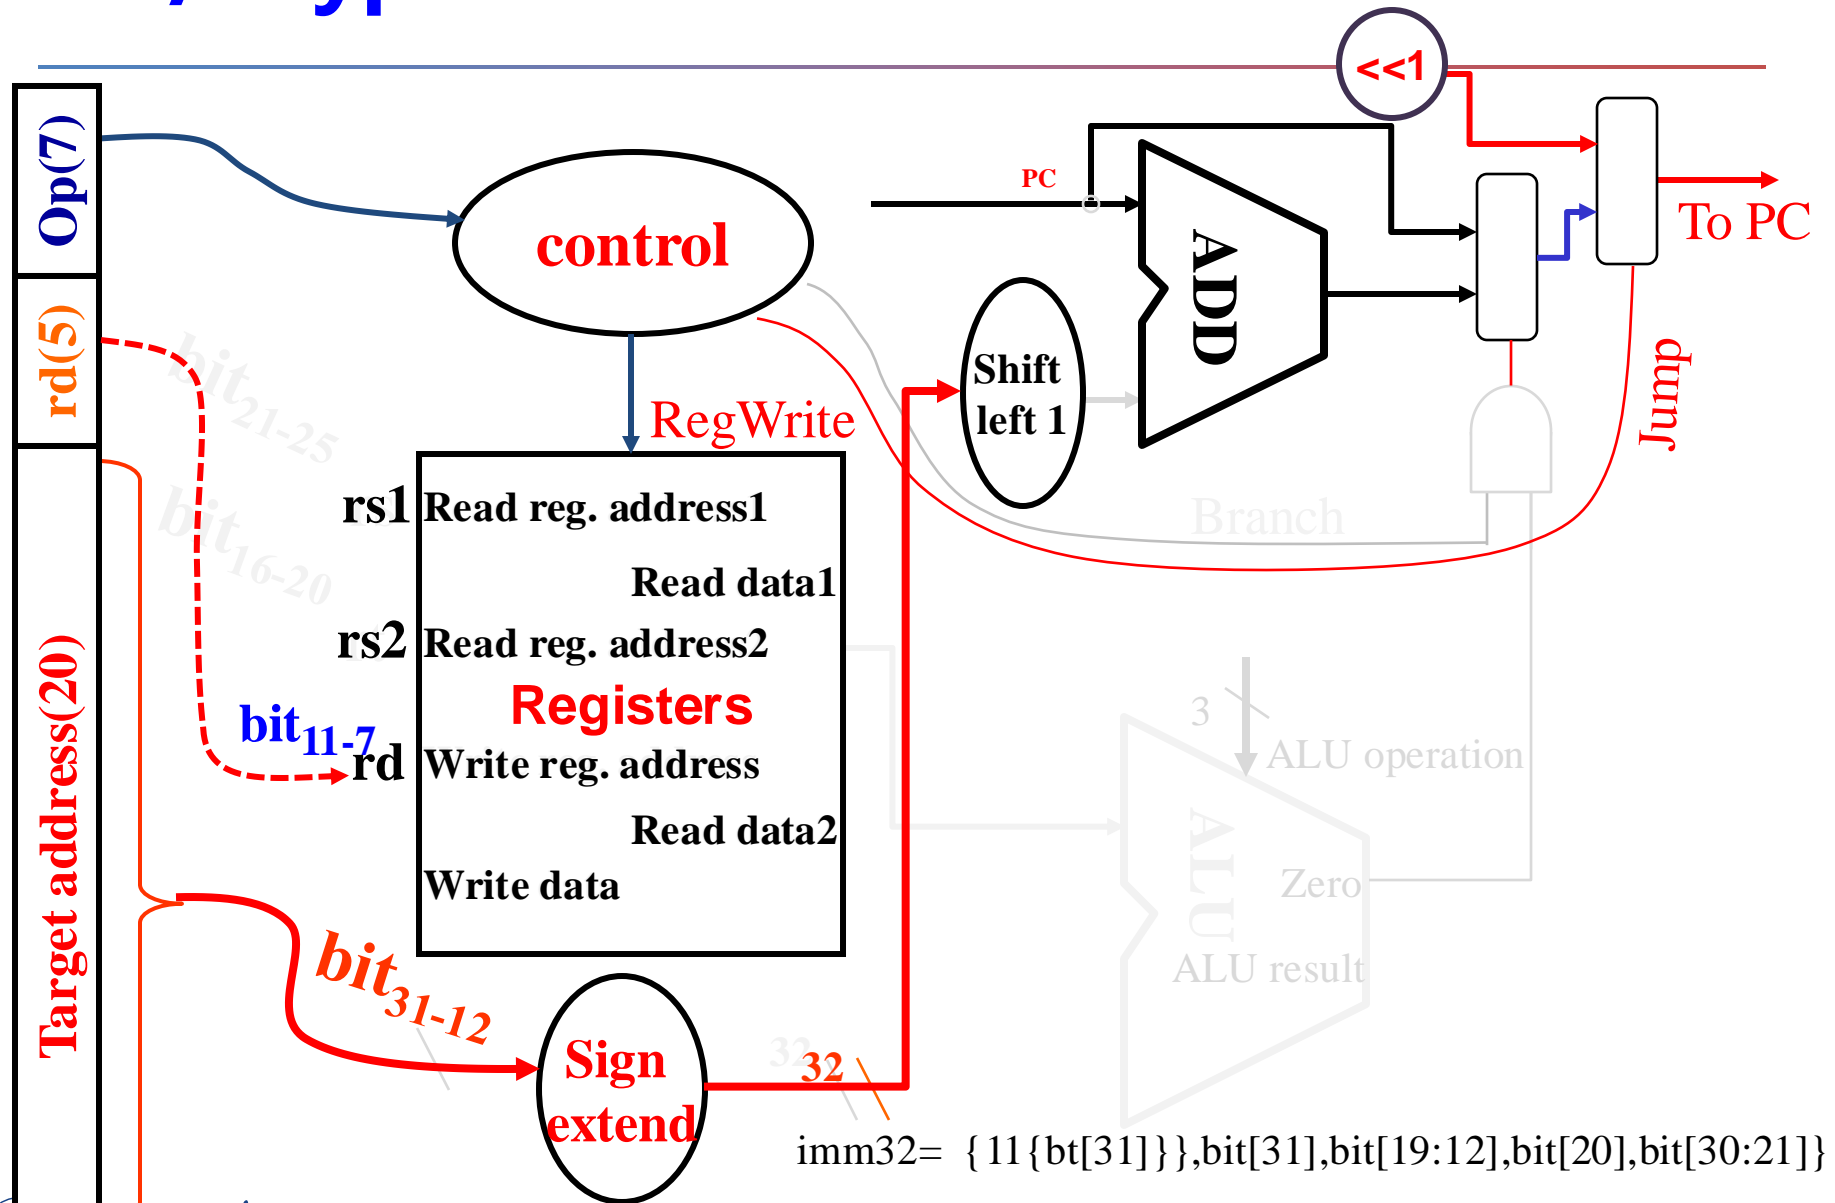 <<1
Op(7)
control
PC
ADD
To PC
rd(5)
bit21-25
Shift
left 1
Jump
RegWrite
bit16-20
rs1 Read reg. address1
Branch
Read data1
rs2 Read reg. address2
Registers
bit11-7
rd Write reg. address
3
ALU operation
Read data2
ALU
Write data
Zero
Target address(20)
bit31-12
ALU result
Sign
extend
32
32
imm32= {11{bt[31]}},bit[31],bit[19:12],bit[20],bit[30:21]}